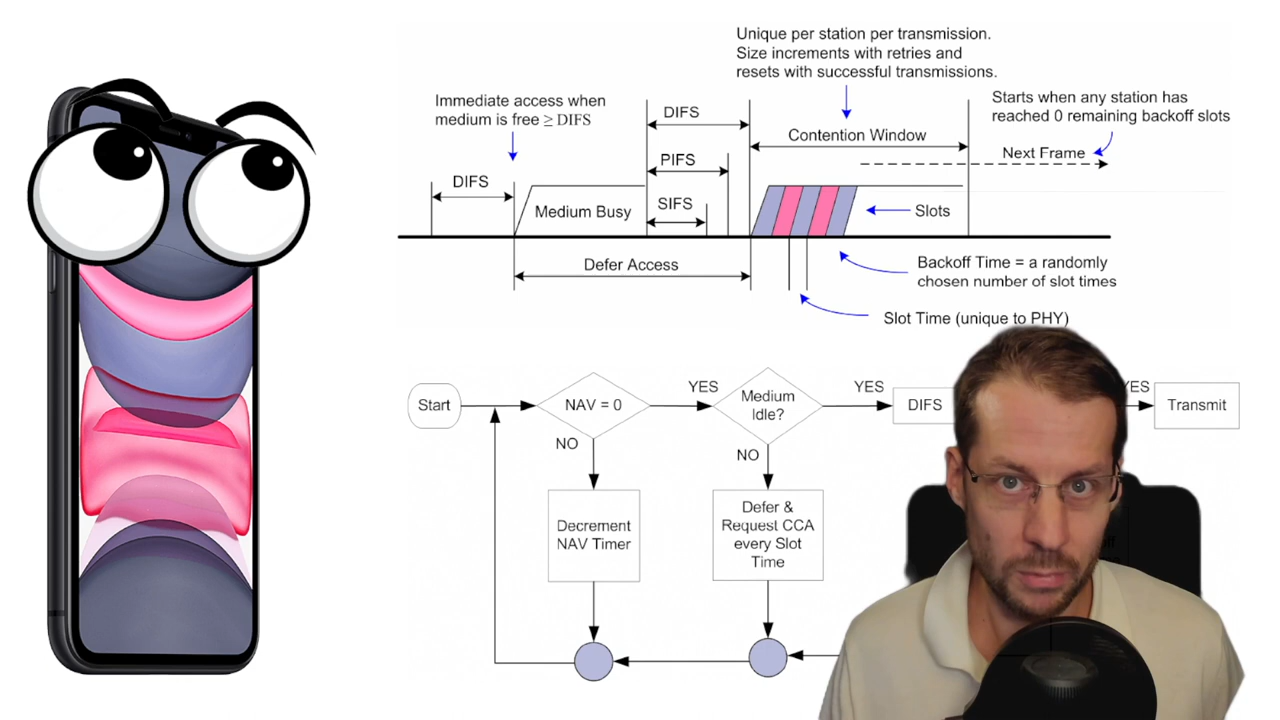 Unique per station per transmission.
Size increments with retries and
resets with successful transmissions.
Immediate access when
medium is free ≥ DIFS
Starts when any station has
reached 0 remaining backoff slots
DIFS
Contention Window
Next Frame
PIFS
DIFS
SIFS
Medium Busy
Slots
Defer Access
Backoff Time = a randomly
chosen number of slot times
Slot Time (unique to PHY)
Start
NAV = 0
YES
Medium
Idle?
YES
DIFS
YES
Transmit
NO
NO
Decrement
NAV Timer
Defer &
Request CCA
every Slot
Time